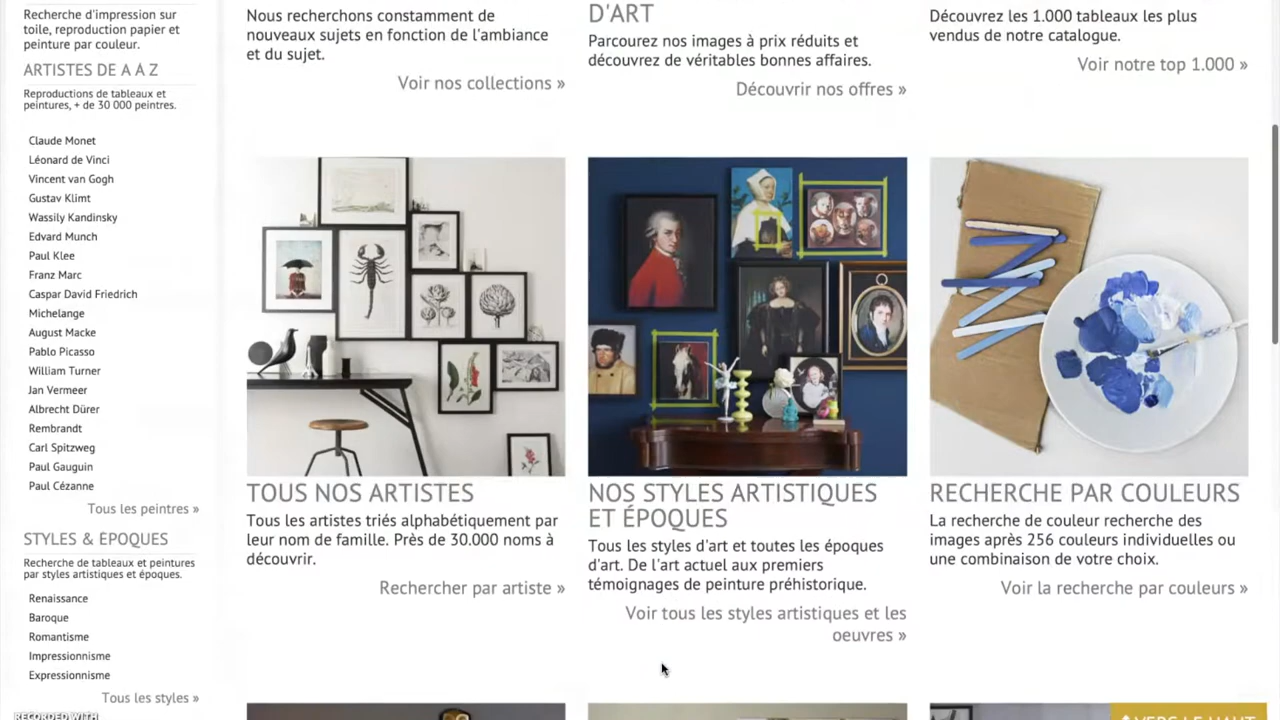 Recherche d'impression sur
toile, reproduction papier et
peinture par couleur.
ARTISTES DE A À Z
Reproductions de tableaux et
peintures, + de 30 000 peintres.
Claude Monet
Léonard de Vinci
Vincent van Gogh
Gustav Klimt
Wassily Kandinsky
Edvard Munch
Paul Klee
Franz Marc
Caspar David Friedrich
Michelange
August Macke
Pablo Picasso
William Turner
Jan Vermeer
Albrecht Dürer
Rembrandt
Carl Spitzweg
Paul Gauguin
Paul Cézanne
Tous les peintres »
STYLES & ÉPOQUES
Recherche de tableaux et peintures
par styles artistiques et époques.
Renaissance
Baroque
Romantisme
Impressionnisme
Expressionnisme
Tous les styles »
RECORDED WITH
Nous recherchons constamment de
nouveaux sujets en fonction de l'ambiance
et du sujet.
Voir nos collections »
D'ART
Parcourez nos images à prix réduits et
découvrez de véritables bonnes affaires.
Découvrir nos offres »
Découvrez les 1.000 tableaux les plus
vendus de notre catalogue.
Voir notre top 1.000 »
TOUS NOS ARTISTES
Tous les artistes triés alphabétiquement par
leur nom de famille. Près de 30.000 noms à
découvrir.
Rechercher par artiste »
NOS STYLES ARTISTIQUES
ET ÉPOQUES
Tous les styles d'art et toutes les époques
d'art. De l'art actuel aux premiers
témoignages de peinture préhistorique.
Voir tous les styles artistiques et les
oeuvres »
RECHERCHE PAR COULEURS
La recherche de couleur recherche des
images après 256 couleurs individuelles ou
une combinaison de votre choix.
Voir la recherche par couleurs »
VERS LE HAUT